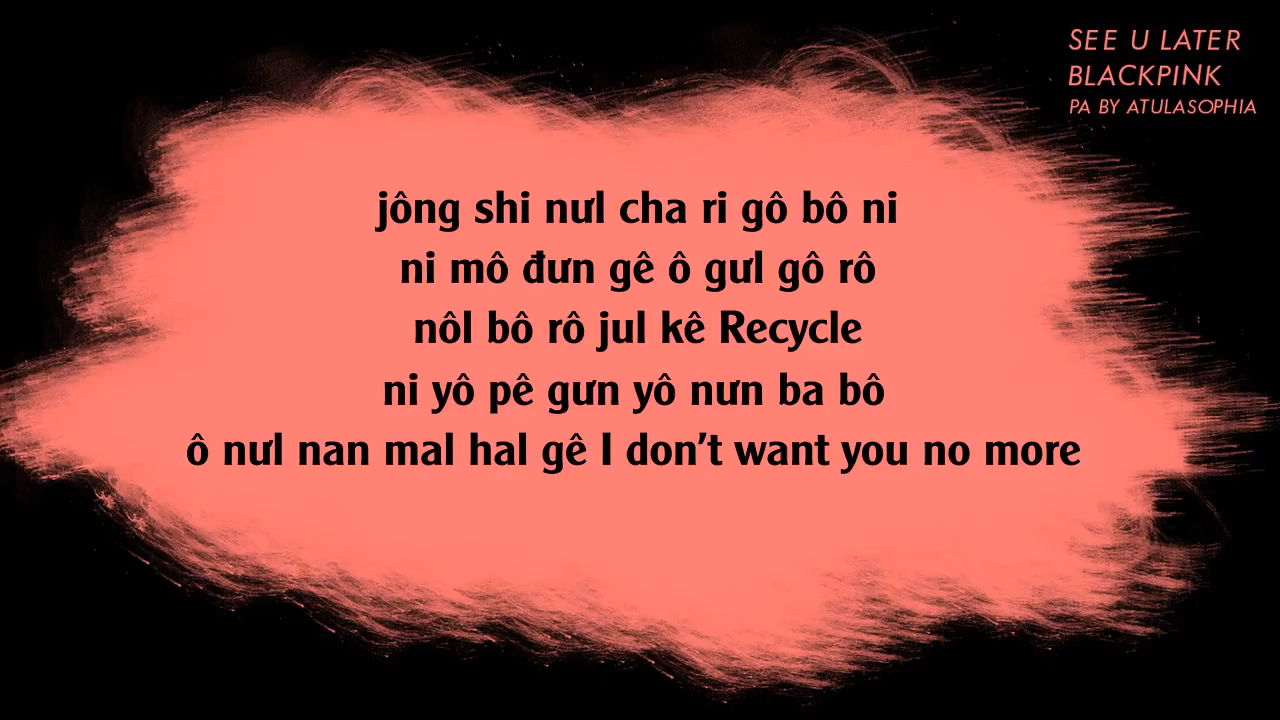 SEE U LATER
BLACKPINK
PA BY ATULASOPHIA
jông shi nưl cha ri gô bô ni
ni mô đưn gê ô gưl gô rô
nôl bô rô jul kê Recycle
ni yô pê gưn yô nưn ba bô
ô nưl nan mal hal gê I don’t want you no more